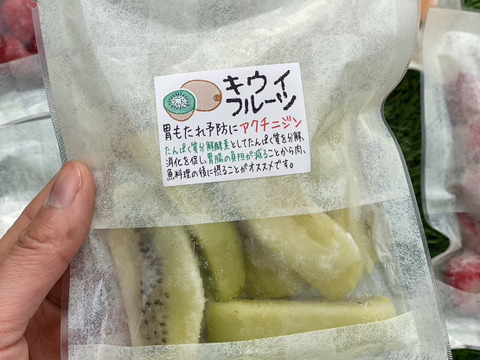 キウイ
フルーツ
胃もたれ予防にアクチニジン
たんぱく質分解酵素としてたんぱく質を分解、
消化を促し、胃腸の負担が減ることから肉、
魚料理の後に摂ることがオススメです。